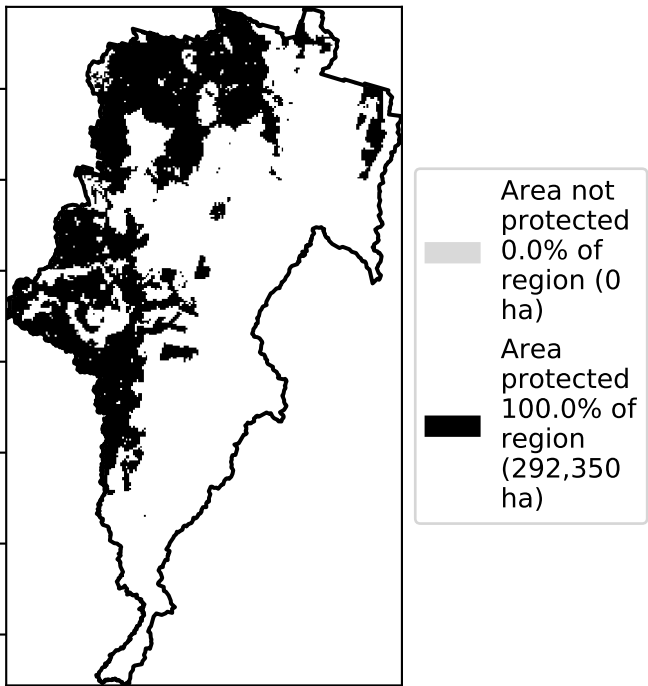 Area not
protected
0.0% of
region (0
ha)
Area
protected
100.0% of
region
(292,350
ha)